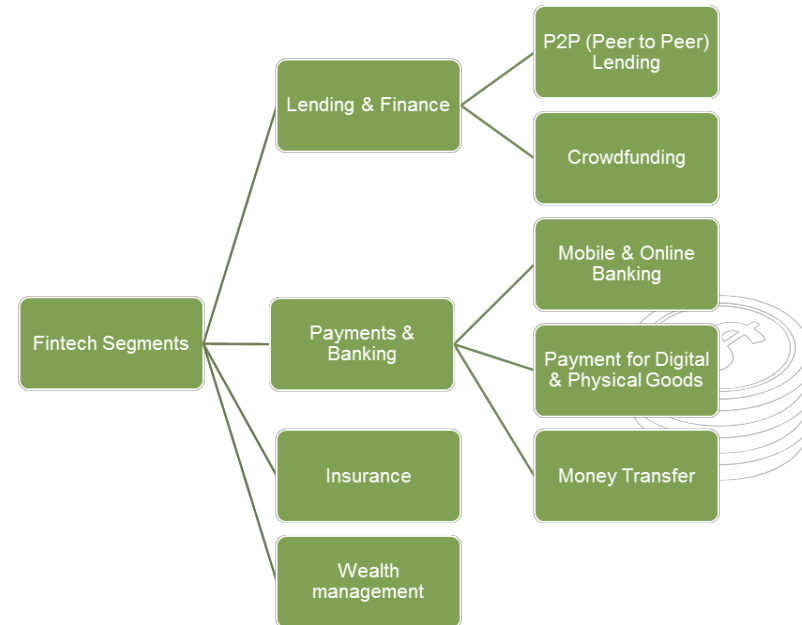 P2P (Peer to Peer)
Lending
Lending & Finance
Crowdfunding
Mobile & Online
Banking
Fintech Segments
Payments &
Banking
Payment for Digital
& Physical Goods
Insurance
Money Transfer
Wealth
management